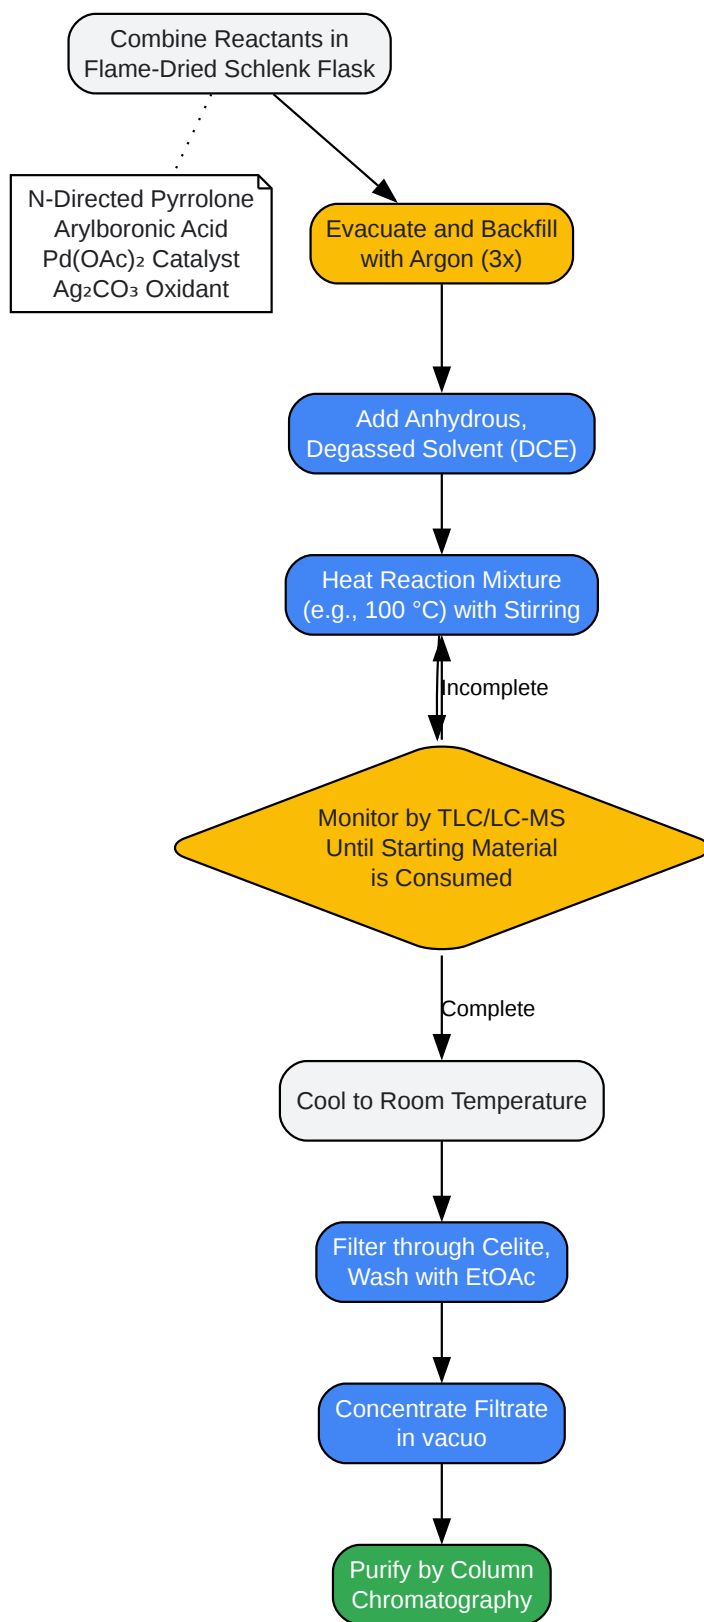 Combine Reactants in
Flame-Dried Schlenk Flask
N-Directed Pyrrolone
Arylboronic Acid
Pd(OAc)₂ Catalyst
Ag₂CO₃ Oxidant
Evacuate and Backfill
with Argon (3x)
Add Anhydrous,
Degassed Solvent (DCE)
Heat Reaction Mixture
(e.g., 100 °C) with Stirring
Incomplete
Monitor by TLC/LC-MS
Until Starting Material
is Consumed
Complete
Cool to Room Temperature
Filter through Celite,
Wash with EtOAc
Concentrate Filtrate
in vacuo
Purify by Column
Chromatography